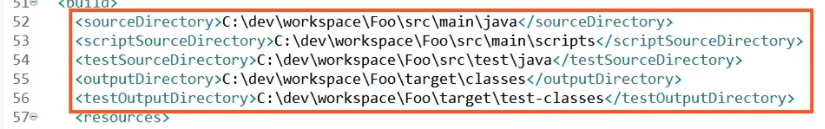 51 <build>
52 <sourceDirectory>C:\dev\workspace\Foo\src\main\java</sourceDirectory>
53 <scriptSourceDirectory>C:\dev\workspace\Foo\src\main\scripts</scriptSourceDirectory>
54 <testSourceDirectory>C:\dev\workspace\Foo\src\test\java</testSourceDirectory>
55 <outputDirectory>C:\dev\workspace\Foo\target\classes</outputDirectory>
56 <testOutputDirectory>C:\dev\workspace\Foo\target\test-classes</testOutputDirectory>
57 <resources>